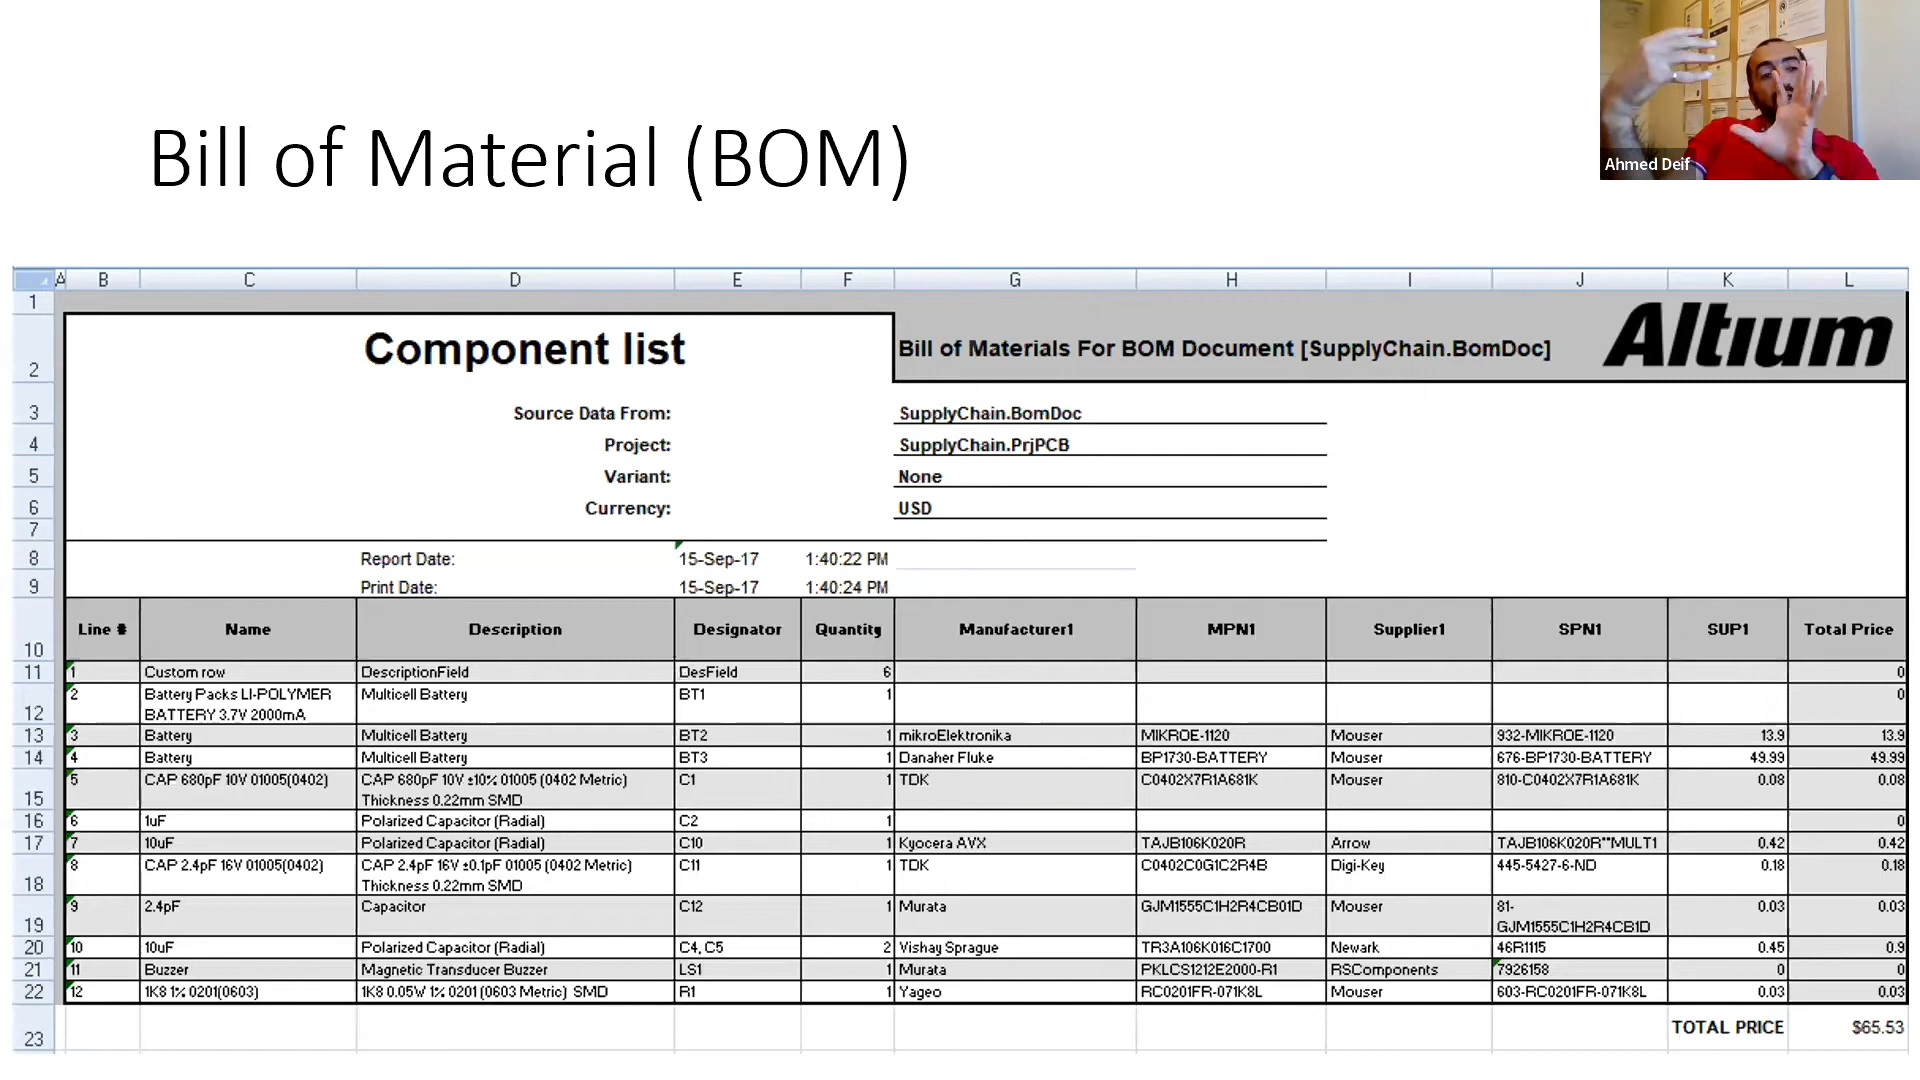 Ahmed Deif
Bill of Material (BOM)
A B C D E F G H I J K L
1
2 Component list Bill of Materials For BOM Document [SupplyChain.BomDoc] Altium
3 Source Data From: SupplyChain.BomDoc
4 Project: SupplyChain.PrjPCB
5 Variant: None
6 Currency: USD
7
8 Report Date: 15-Sep-17 1:40:22 PM
9 Print Date: 15-Sep-17 1:40:24 PM
10 Line # Name Description Designator Quantity Manufacturer1 MPN1 Supplier1 SPN1 SUP1 Total Price
11 1 Custom row DescriptionField DesField 6 0
2 Battery Packs LI-POLYMER Multicell Battery BT1 1 0
12 BATTERY 3.7V 2000mA
13 3 Battery Multicell Battery BT2 1 mikroElektronika MIKROE-1120 Mouser 932-MIKROE-1120 13.9 13.9
14 4 Battery Multicell Battery BT3 1 Danaher Fluke BP1730-BATTERY Mouser 676-BP1730-BATTERY 49.99 49.99
5 CAP 680pF 10V 01005(0402) CAP 680pF 10V ±10% 01005 (0402 Metric) C1 1 TDK C0402X7R1A681K Mouser 810-C0402X7R1A681K 0.08 0.08
15 Thickness 0.22mm SMD
16 6 1uF Polarized Capacitor (Radial) C2 1 0
17 7 10uF Polarized Capacitor (Radial) C10 1 Kyocera AVX TAJB106K020R Arrow TAJB106K020R**MULT1 0.42 0.42
8 CAP 2.4pF 16V 01005(0402) CAP 2.4pF 16V ±0.1pF 01005 (0402 Metric) C11 1 TDK C0402C0G1C2R4B Digi-Key 445-5427-6-ND 0.18 0.18
18 Thickness 0.22mm SMD
9 2.4pF Capacitor C12 1 Murata GJM1555C1H2R4CB01D Mouser 81- 0.03 0.03
19 GJM1555C1H2R4CB1D
20 10 10uF Polarized Capacitor (Radial) C4, C5 2 Vishay Sprague TR3A106K016C1700 Newark 46R1115 0.45 0.9
21 11 Buzzer Magnetic Transducer Buzzer LS1 1 Murata PKLCS1212E2000-R1 RSComponents 7926158 0 0
22 12 1K8 1% 0201(0603) 1K8 0.05W 1% 0201 (0603 Metric) SMD R1 1 Yageo RC0201FR-071K8L Mouser 603-RC0201FR-071K8L 0.03 0.03
23 TOTAL PRICE $65.53